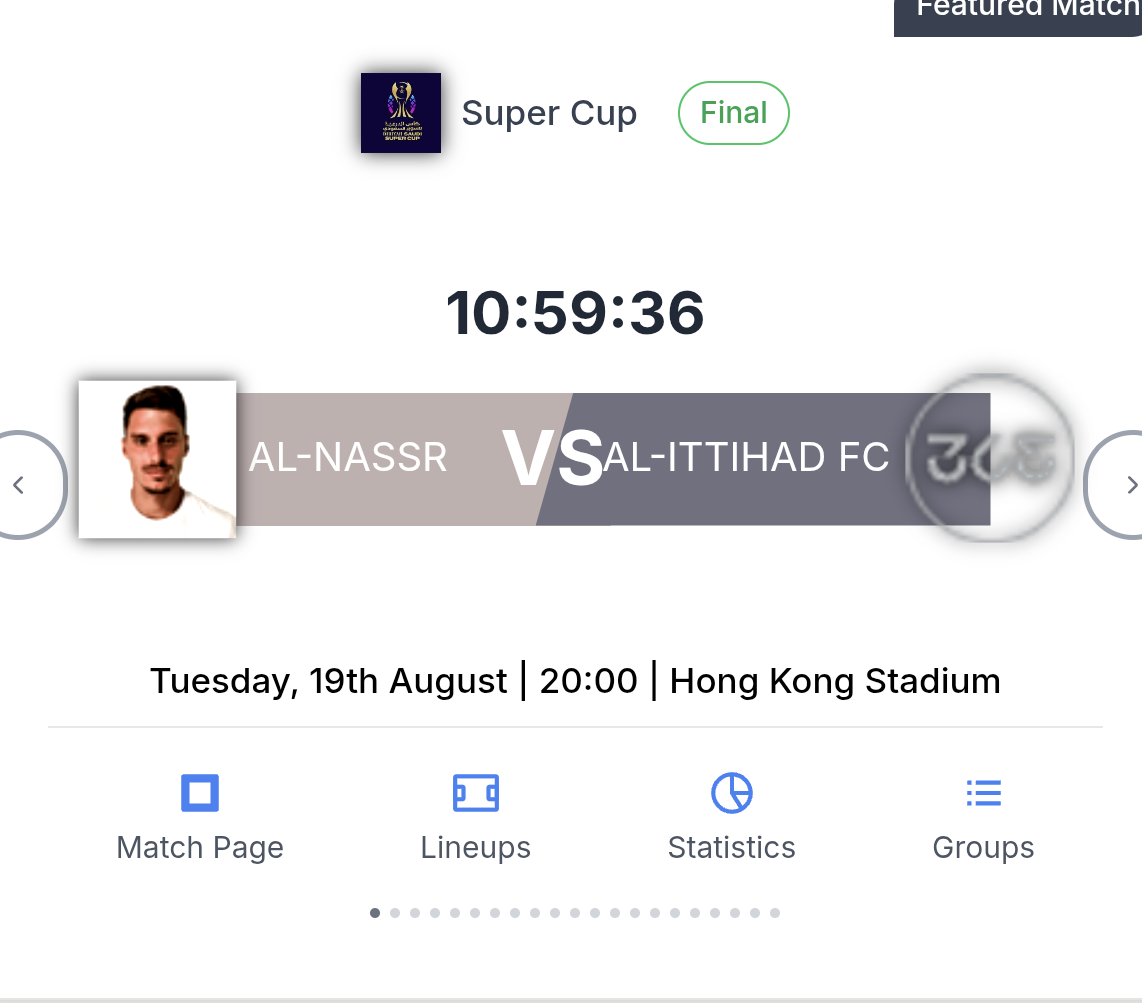 Featured Match
Super Cup
Final
10:59:36
AL-NASSR VS AL-ITTIHAD FC
365
Tuesday, 19th August | 20:00 | Hong Kong Stadium
Match Page
Lineups
Statistics
Groups